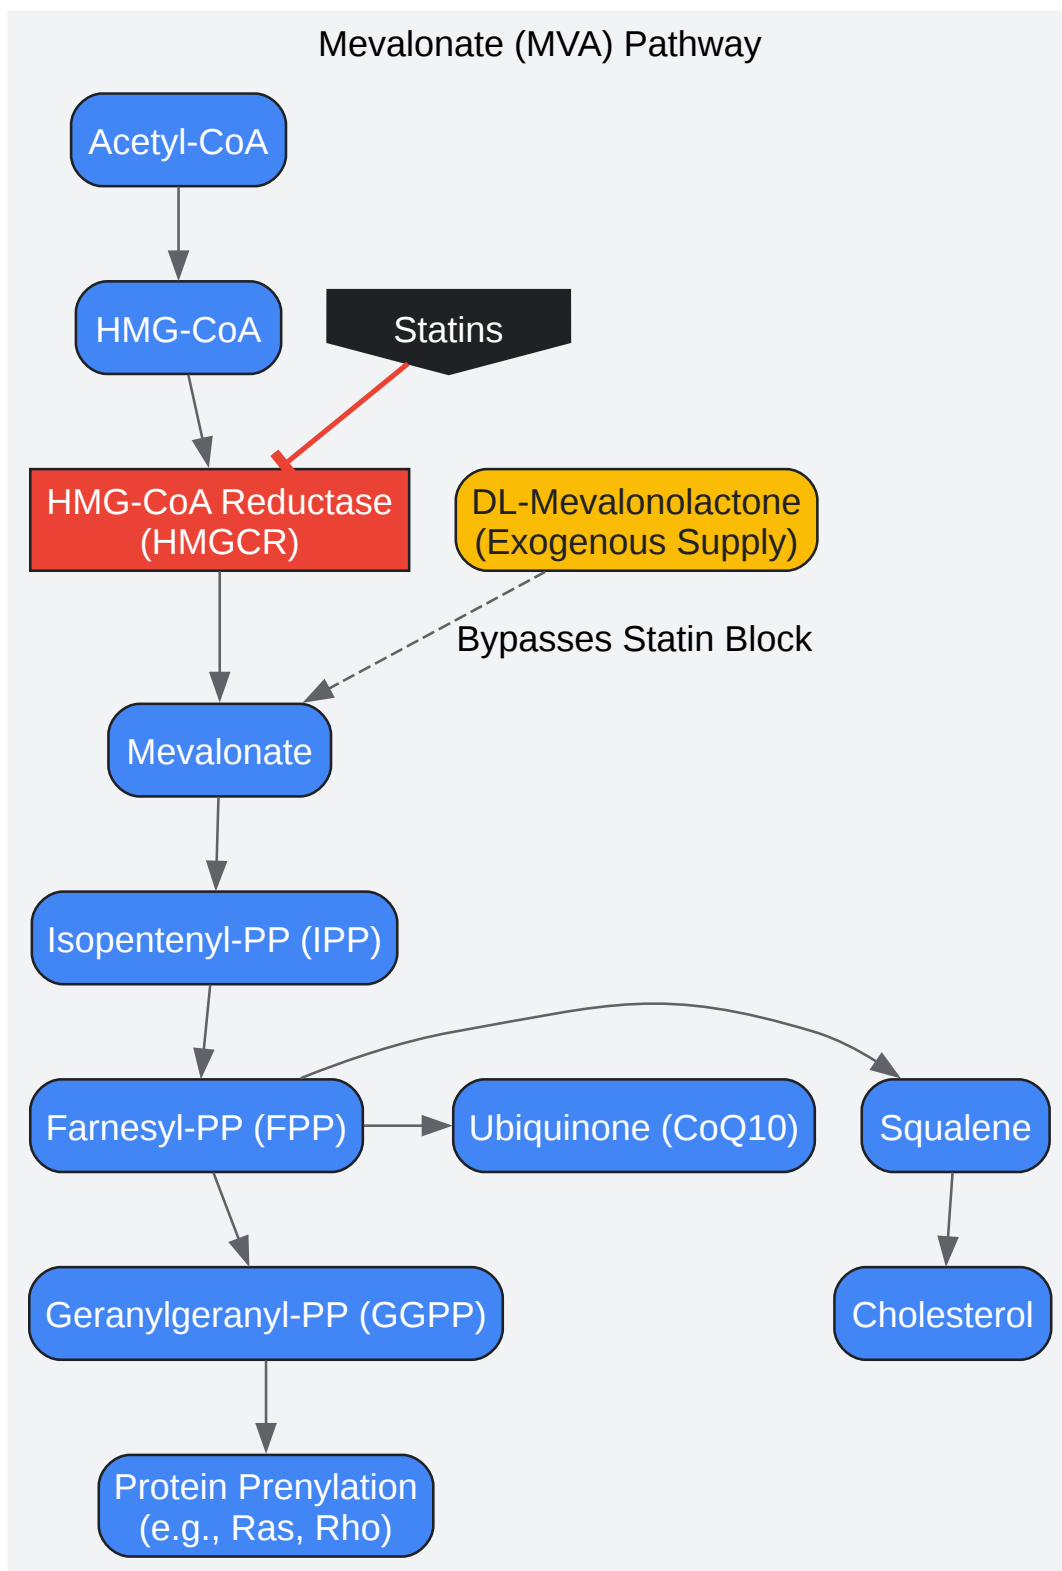 Mevalonate (MVA) Pathway
Acetyl-CoA
HMG-CoA
Statins
HMG-CoA Reductase
(HMGCR)
DL-Mevalonolactone
(Exogenous Supply)
Bypasses Statin Block
Mevalonate
Isopentenyl-PP (IPP)
Farnesyl-PP (FPP)
Ubiquinone (CoQ10)
Squalene
Geranylgeranyl-PP (GGPP)
Cholesterol
Protein Prenylation
(e.g., Ras, Rho)